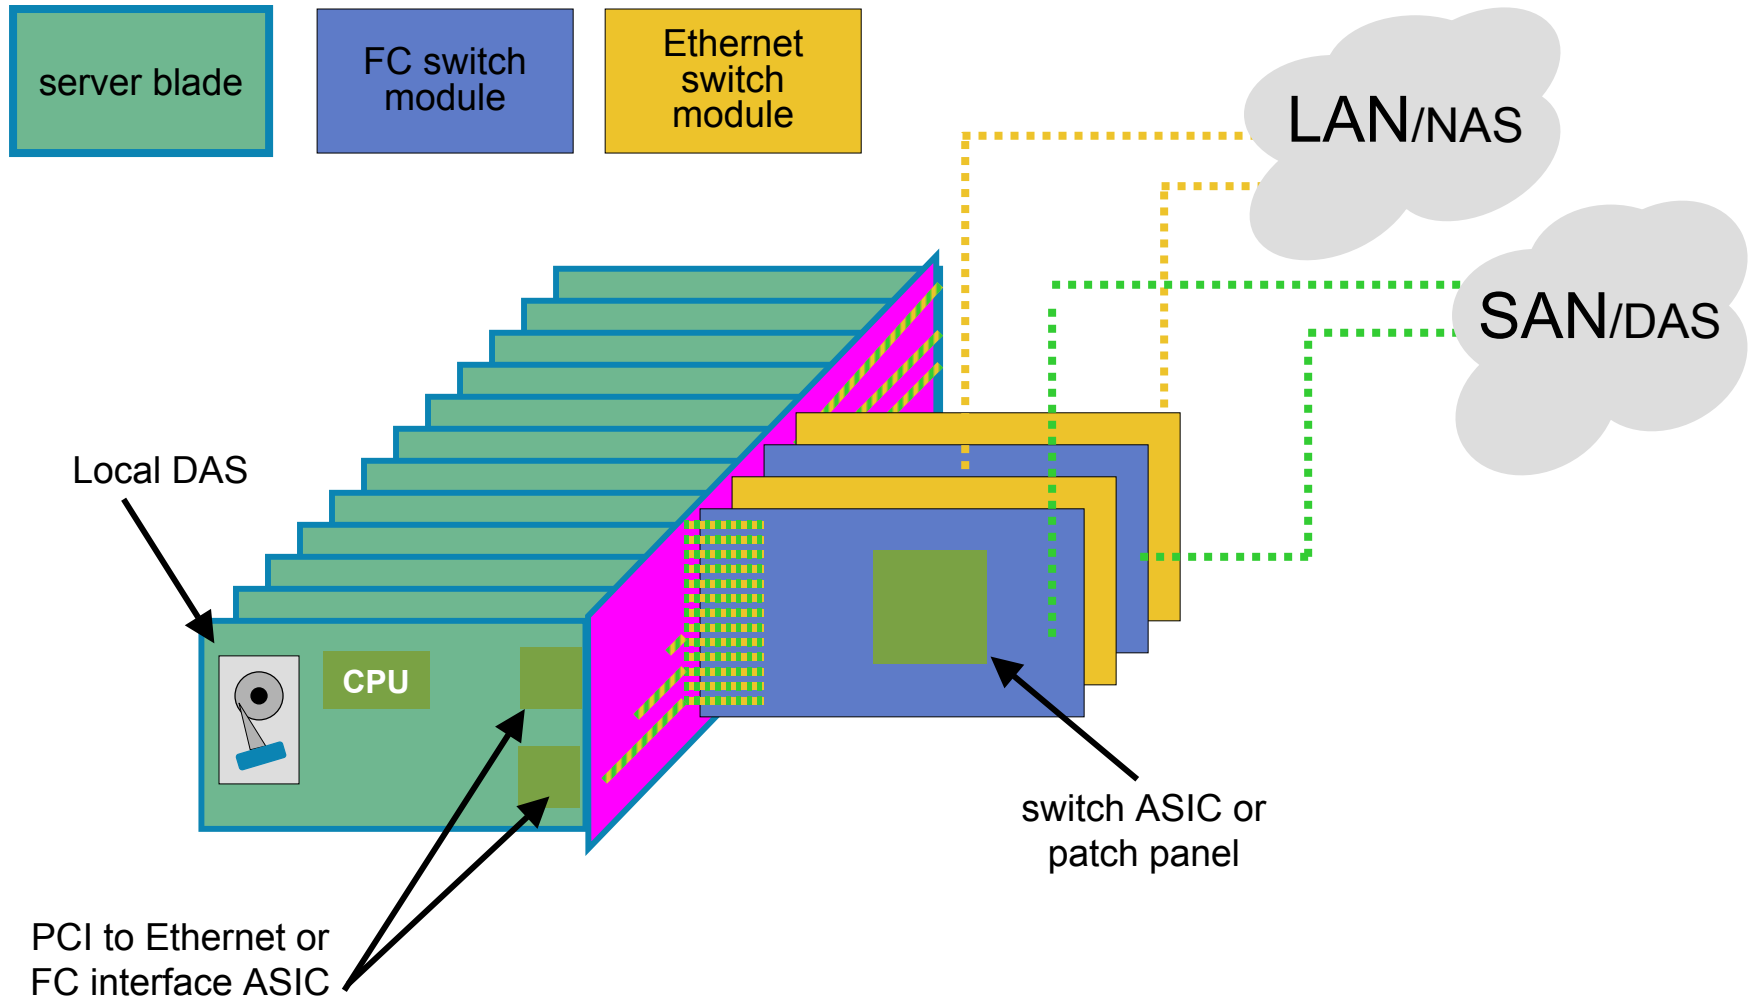 server blade
FC switch
module
Ethernet
switch
module
LAN/NAS
SAN/DAS
Local DAS
CPU
switch ASIC or
patch panel
PCI to Ethernet or
FC interface ASIC